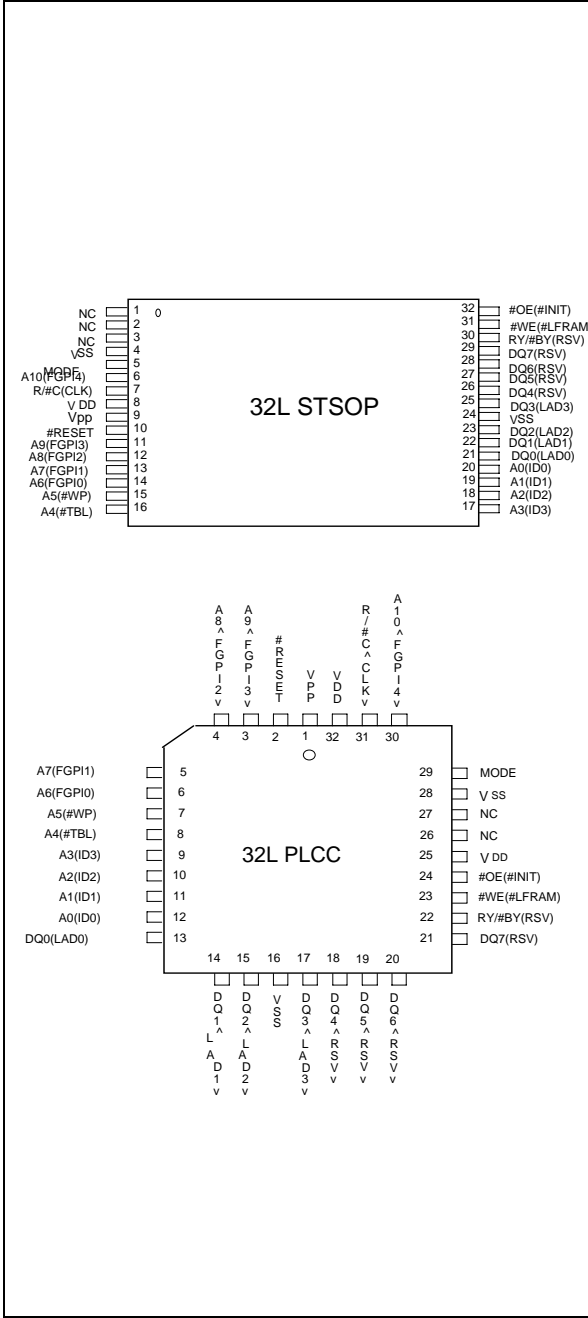 NC 1
NC 2
NC 3
VSS 4
MODE 5
A10(FGPI4) 6
R/#C(CLK) 7
VDD 8
Vpp 9
#RESET 10
A9(FGPI3) 11
A8(FGPI2) 12
A7(FGPI1) 13
A6(FGPI0) 14
A5(#WP) 15
A4(#TBL) 16
32L STSOP
32 #OE(#INIT)
31 #WE(#LFRAM
30 RY/#BY(RSV)
29 DQ7(RSV)
28 DQ6(RSV)
27 DQ5(RSV)
26 DQ4(RSV)
25 DQ3(LAD3)
24 VSS
23 DQ2(LAD2)
22 DQ1(LAD1)
21 DQ0(LAD0)
20 A0(ID0)
19 A1(ID1)
18 A2(ID2)
17 A3(ID3)
A8^FGPI2v
A9^FGPI3v
#RESET
VPP
VDD
R/#C^CLKv
A10^FGPI4v
4 3 2 1 32 31 30
A7(FGPI1) 5
A6(FGPI0) 6
A5(#WP) 7
A4(#TBL) 8
A3(ID3) 9
A2(ID2) 10
A1(ID1) 11
A0(ID0) 12
DQ0(LAD0) 13
32L PLCC
29 MODE
28 VSS
27 NC
26 NC
25 VDD
24 #OE(#INIT)
23 #WE(#LFRAM)
22 RY/#BY(RSV)
21 DQ7(RSV)
14 15 16 17 18 19 20
DQ1^LAD1v
DQ2^LAD2v
VSS
DQ3^LAD3v
DQ4^RSVv
DQ5^RSVv
DQ6^RSVv